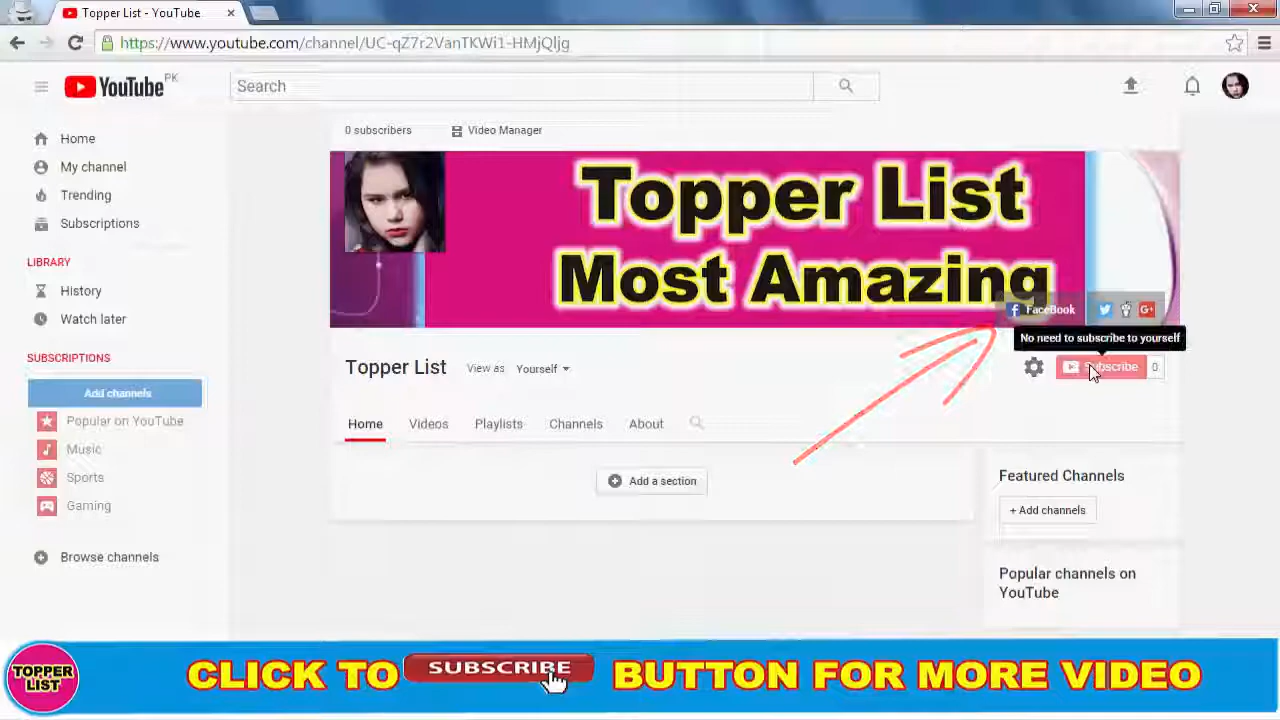 Topper List - YouTube
https://www.youtube.com/channel/UC-qZ7r2VanTKWi1-HMjQljg
YouTube PK
Search
0 subscribers
Video Manager
Home
My channel
Trending
Subscriptions
LIBRARY
History
Watch later
SUBSCRIPTIONS
Add channels
Popular on YouTube
Music
Sports
Gaming
Browse channels
Topper List
Most Amazing
FaceBook
No need to subscribe to yourself
Topper List
View as
Yourself
Subscribe
0
Home
Videos
Playlists
Channels
About
Add a section
Featured Channels
+ Add channels
Popular channels on
YouTube
TOPPER
LIST
CLICK TO SUBSCRIBE BUTTON FOR MORE VIDEO